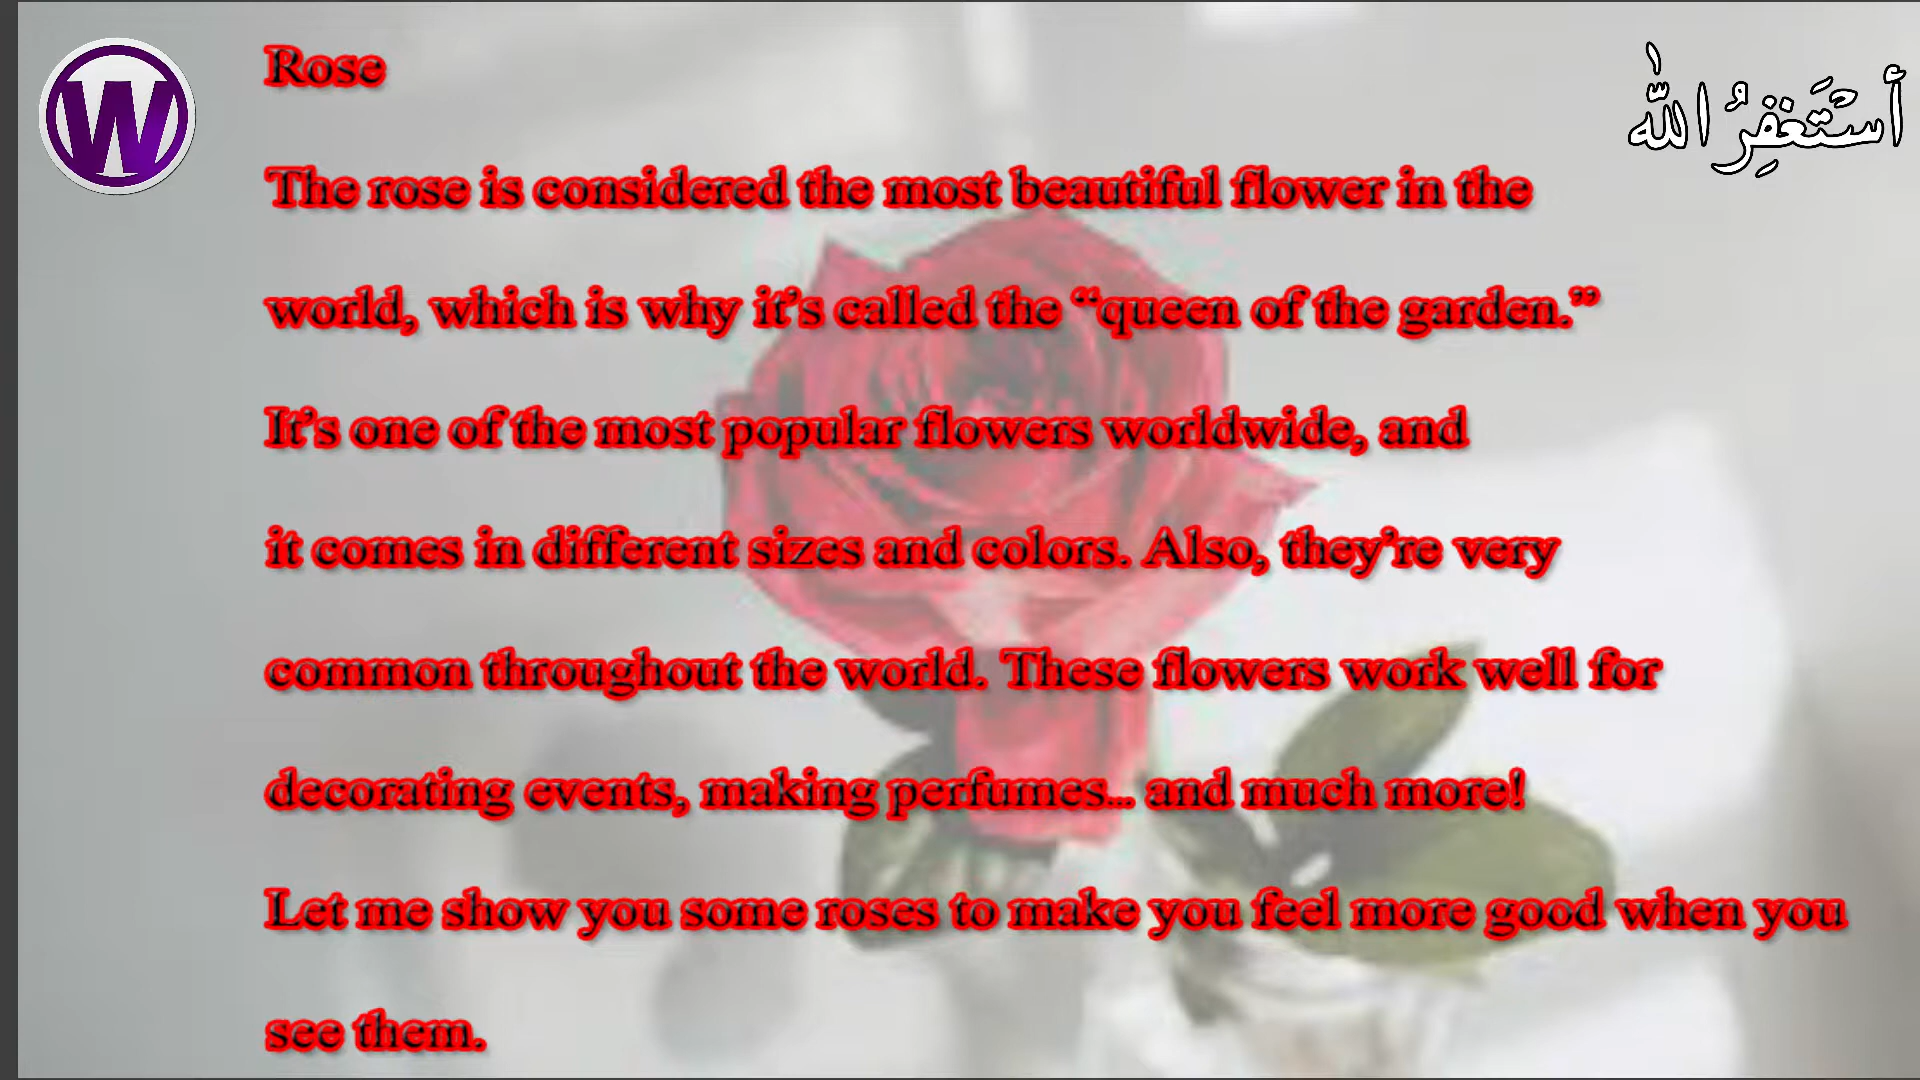 W
أَسْتَغْفِرُ اللّٰه
Rose
The rose is considered the most beautiful flower in the
world, which is why it’s called the “queen of the garden.”
It’s one of the most popular flowers worldwide, and
it comes in different sizes and colors. Also, they’re very
common throughout the world. These flowers work well for
decorating events, making perfumes... and much more!
Let me show you some roses to make you feel more good when you
see them.